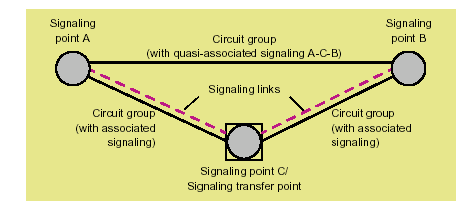 Signaling
point A
Signaling
point B
Circuit group
(with quasi-associated signaling A-C-B)
Signaling links
Circuit group
(with associated
signaling)
Circuit group
(with associated
signaling)
Signaling point C/
Signaling transfer point